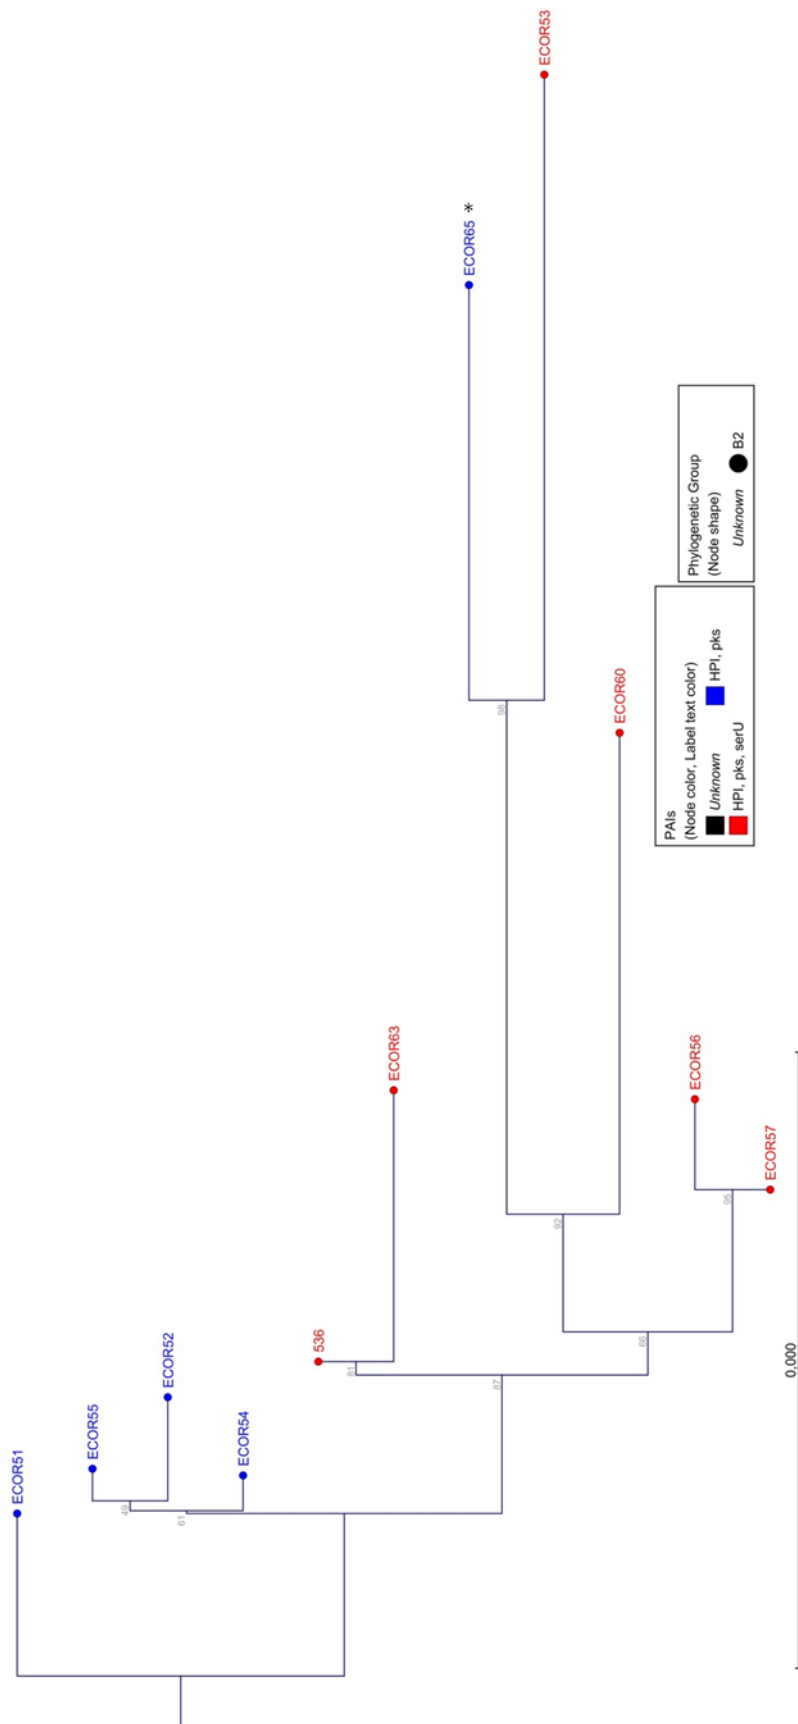 ECOR51
ECOR55
ECOR52
ECOR54
49
61
536
ECOR63
81
87
ECOR65 *
ECOR53
98
ECOR60
92
66
ECOR56
ECOR57
95
PAIs
(Node color, Label text color)
Unknown
HPI, pks
HPI, pks, serU
Phylogenetic Group
(Node shape)
Unknown
B2
0,000